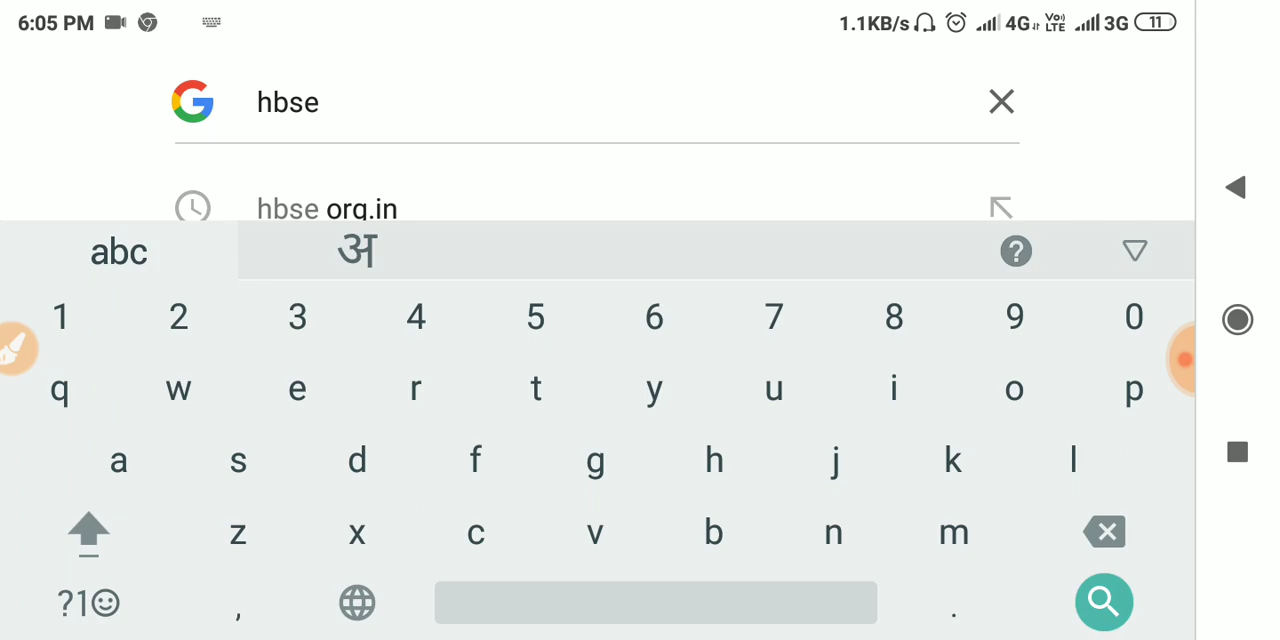 6:05 PM 1.1KB/s 4G VoLTE 3G 11
hbse
hbse org.in
abc अ ?
1 2 3 4 5 6 7 8 9 0
q w e r t y u i o p
a s d f g h j k l
z x c v b n m
?1☺ , .